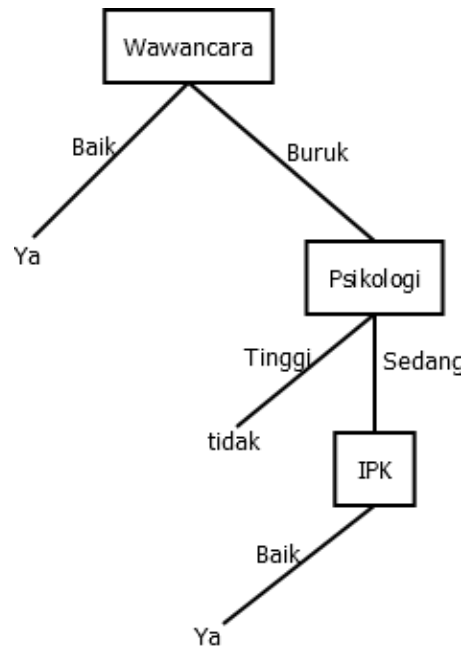 Wawancara
Baik
Buruk
Ya
Psikologi
Tinggi
Sedang
tidak
IPK
Baik
Ya